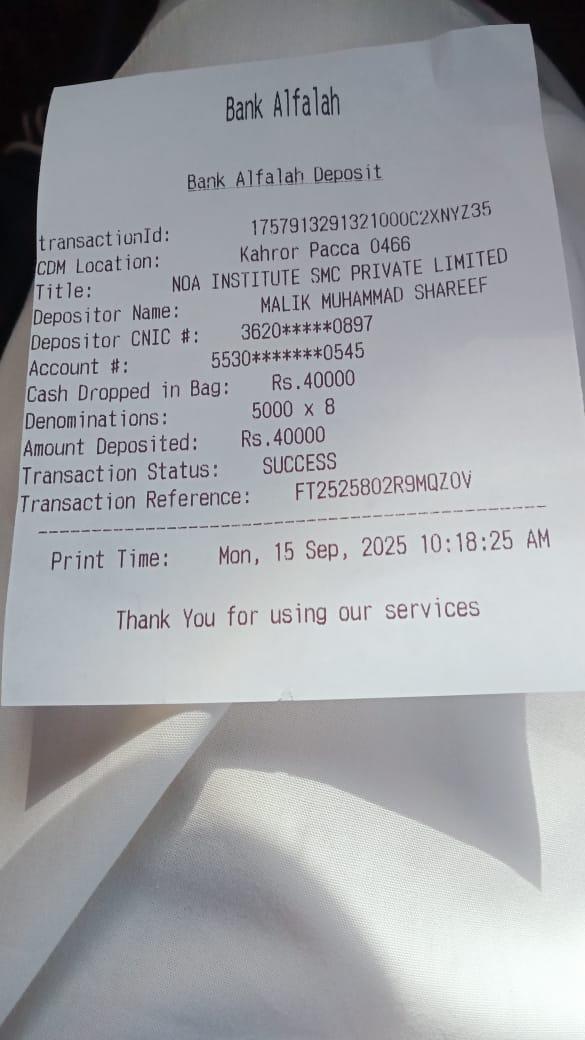 Bank Alfalah
Bank Alfalah Deposit
transactionId: 1757913291321000C2XNYZ35
CDM Location: Kahror Pacca 0466
Title: NOA INSTITUTE SMC PRIVATE LIMITED
Depositor Name: MALIK MUHAMMAD SHAREEF
Depositor CNIC #: 3620*****0897
Account #: 5530*******0545
Cash Dropped in Bag: Rs.40000
Denominations: 5000 x 8
Amount Deposited: Rs.40000
Transaction Status: SUCCESS
Transaction Reference: FT2525802R9MQZOV
Print Time: Mon, 15 Sep, 2025 10:18:25 AM
Thank You for using our services